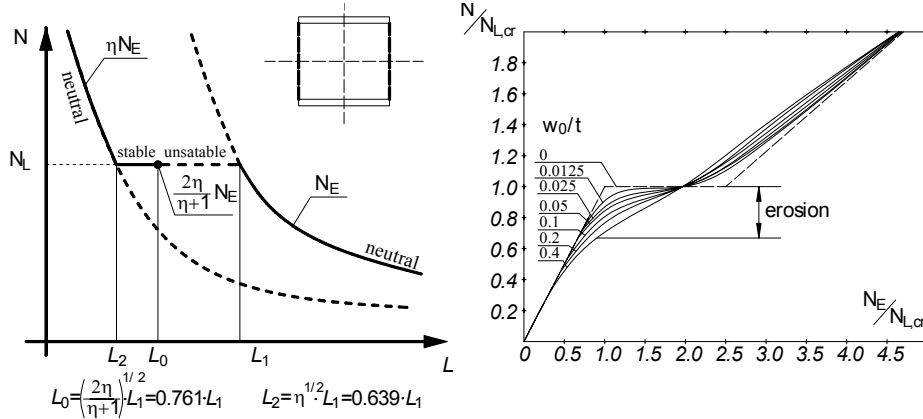 N
ηN_E
neutral
stable unsatable
N_L
2η/η+1 N_E
N_E
neutral
L_2 L_0 L_1 L
L_0=(2η/η+1)^1/2·L_1=0.761·L_1 L_2=η^1/2·L_1=0.639·L_1
N/N_L,cr
1.8
1.6
1.4
1.2
1.0
0.8
0.6
0.4
0.2
w_0/t
0
0.0125
0.025
0.05
0.1
0.2
0.4
erosion
N_E/N_L,cr
0 0.5 1.0 1.5 2.0 2.5 3.0 3.5 4.0 4.5